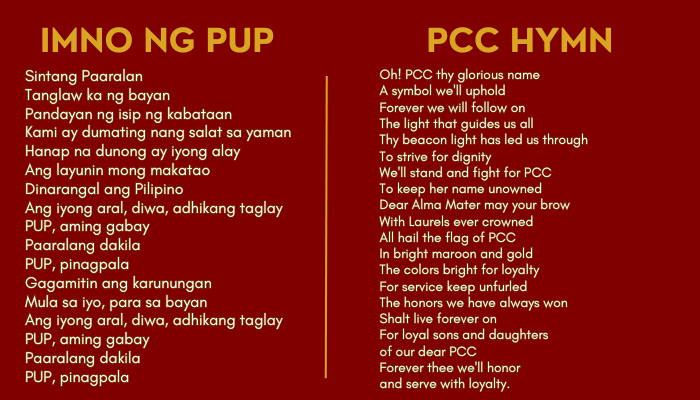 IMNO NG PUP
Sintang Paaralan
Tanglaw ka ng bayan
Pandayan ng isip ng kabataan
Kami ay dumating nang salat sa yaman
Hanap na dunong ay iyong alay
Ang layunin mong makatao
Dinarangal ang Pilipino
Ang iyong aral, diwa, adhikang taglay
PUP, aming gabay
Paaralang dakila
PUP, pinagpala
Gagamitin ang karunungan
Mula sa iyo, para sa bayan
Ang iyong aral, diwa, adhikang taglay
PUP, aming gabay
Paaralang dakila
PUP, pinagpala
PCC HYMN
Oh! PCC thy glorious name
A symbol we'll uphold
Forever we will follow on
The light that guides us all
Thy beacon light has led us through
To strive for dignity
We'll stand and fight for PCC
To keep her name unowned
Dear Alma Mater may your brow
With Laurels ever crowned
All hail the flag of PCC
In bright maroon and gold
The colors bright for loyalty
For service keep unfurled
The honors we have always won
Shalt live forever on
For loyal sons and daughters
of our dear PCC
Forever thee we'll honor
and serve with loyalty.